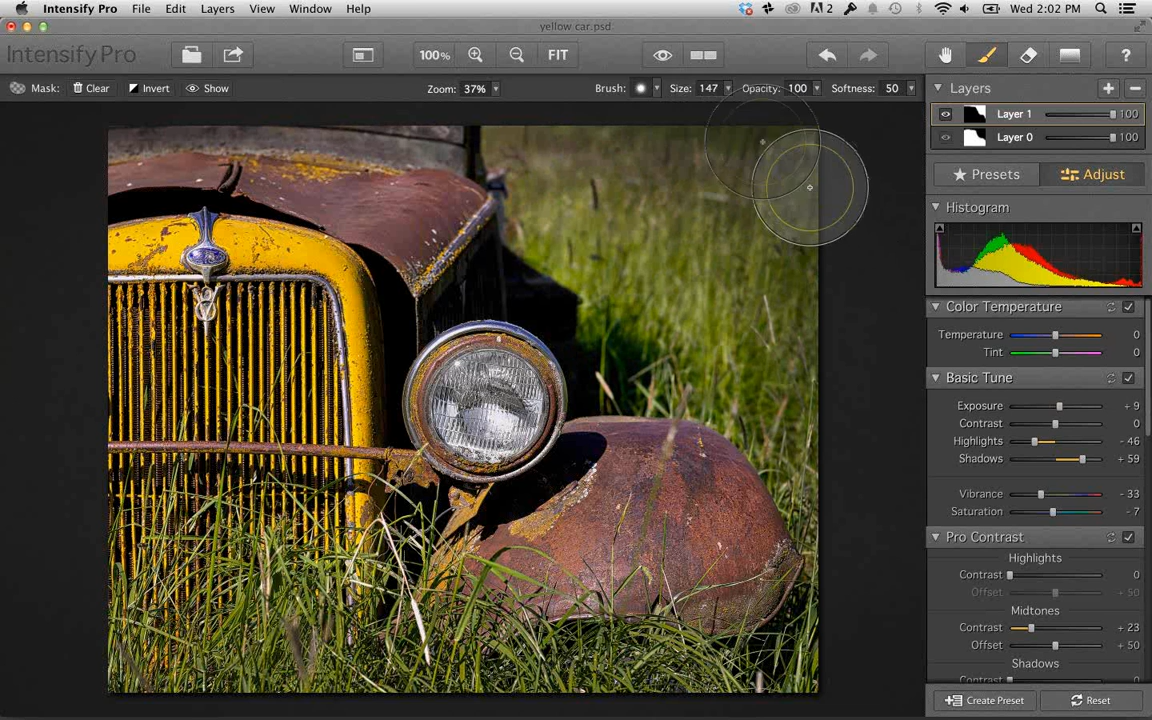 Intensify Pro File Edit Layers View Window Help 2 Wed 2:02 PM
yellow car.psd
Intensify Pro 100% FIT ?
Mask: Clear Invert Show Zoom: 37% Brush: Size: 147 Opacity: 100 Softness: 50
Layers
Layer 1 100
Layer 0 100
Presets Adjust
Histogram
Color Temperature
Temperature 0
Tint 0
Basic Tune
Exposure + 9
Contrast 0
Highlights - 46
Shadows + 59
Vibrance - 33
Saturation - 7
Pro Contrast
Highlights
Contrast 0
Offset + 50
Midtones
Contrast + 23
Offset + 50
Shadows
Create Preset Reset